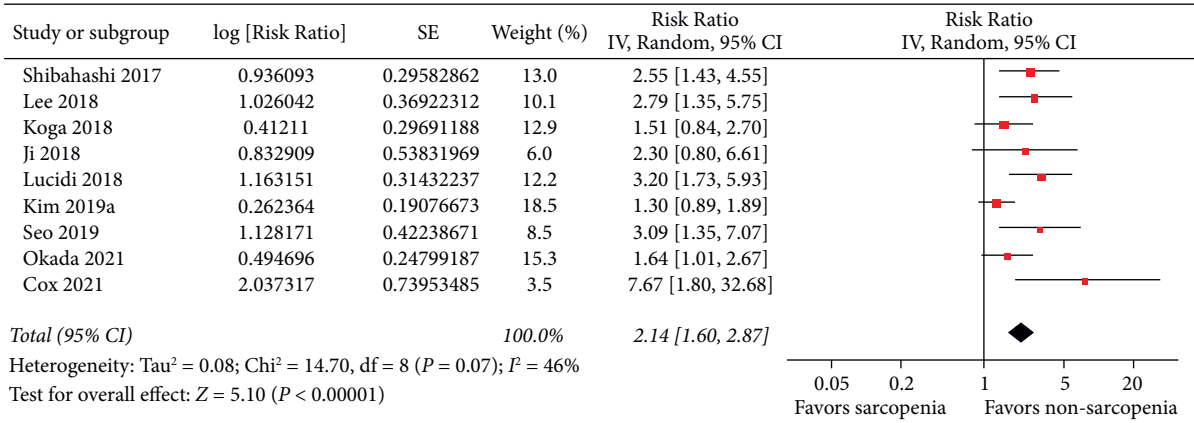 Study or subgroup log [Risk Ratio] SE Weight (%) Risk Ratio IV, Random, 95% CI Risk Ratio IV, Random, 95% CI
Shibahashi 2017 0.936093 0.29582862 13.0 2.55 [1.43, 4.55]
Lee 2018 1.026042 0.36922312 10.1 2.79 [1.35, 5.75]
Koga 2018 0.41211 0.29691188 12.9 1.51 [0.84, 2.70]
Ji 2018 0.832909 0.53831969 6.0 2.30 [0.80, 6.61]
Lucidi 2018 1.163151 0.31432237 12.2 3.20 [1.73, 5.93]
Kim 2019a 0.262364 0.19076673 18.5 1.30 [0.89, 1.89]
Seo 2019 1.128171 0.42238671 8.5 3.09 [1.35, 7.07]
Okada 2021 0.494696 0.24799187 15.3 1.64 [1.01, 2.67]
Cox 2021 2.037317 0.73953485 3.5 7.67 [1.80, 32.68]
Total (95% CI) 100.0% 2.14 [1.60, 2.87]
Heterogeneity: Tau² = 0.08; Chi² = 14.70, df = 8 (P = 0.07); I² = 46%
Test for overall effect: Z = 5.10 (P < 0.00001)
0.05 0.2 1 5 20
Favors sarcopenia Favors non-sarcopenia